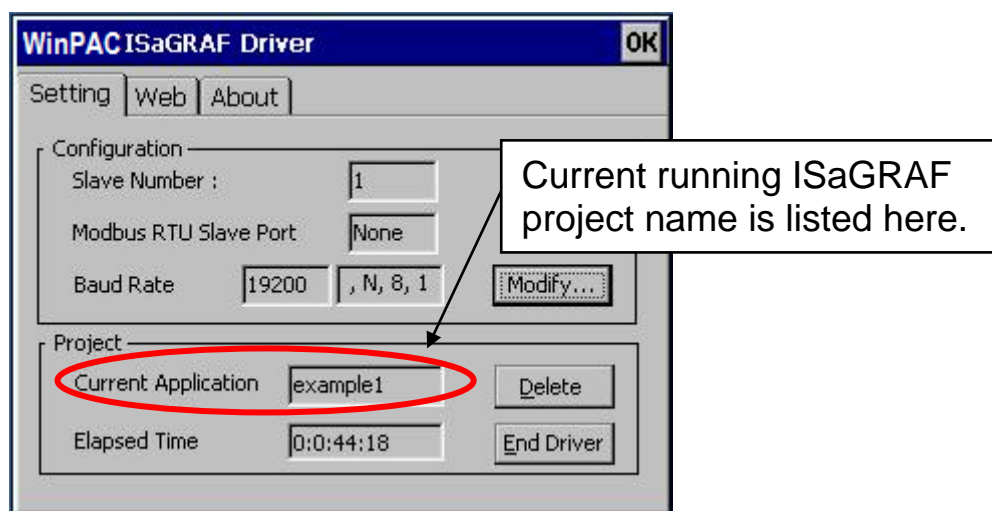 WinPAC ISaGRAF Driver OK
Setting Web About
Configuration
Slave Number : 1
Modbus RTU Slave Port None
Baud Rate 19200 , N, 8, 1 Modify...
Current running ISaGRAF
project name is listed here.
Project
Current Application example1 Delete
Elapsed Time 0:0:44:18 End Driver